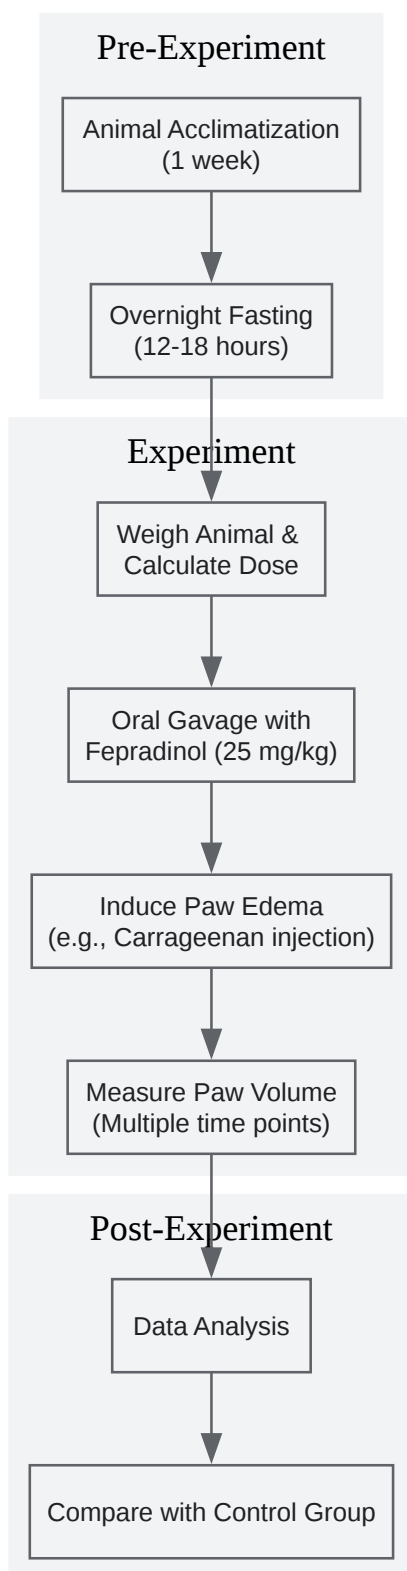 Pre-Experiment
Animal Acclimatization
(1 week)
Overnight Fasting
(12-18 hours)
Experiment
Weigh Animal &
Calculate Dose
Oral Gavage with
Fepradinol (25 mg/kg)
Induce Paw Edema
(e.g., Carrageenan injection)
Measure Paw Volume
(Multiple time points)
Post-Experiment
Data Analysis
Compare with Control Group